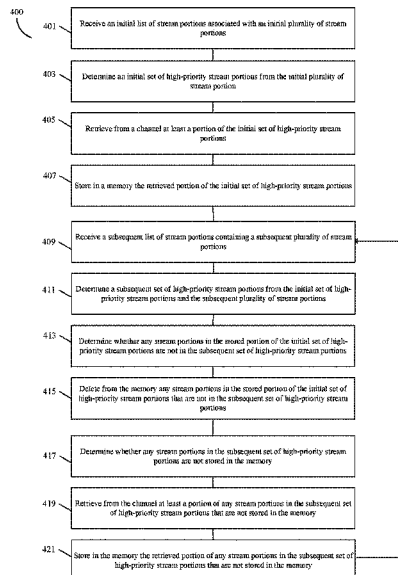 400
401
Receive an initial list of stream portions associated with an initial plurality of stream
portions
403
Determine an initial set of high-priority stream portions from the initial plurality of
stream portion
405
Retrieve from a channel at least a portion of the initial set of high-priority stream
portions
407
Store in a memory the retrieved portion of the initial set of high-priority stream portions
409
Receive a subsequent list of stream portions containing a subsequent plurality of stream
portions
411
Determine a subsequent set of high-priority stream portions from the initial set of high-
priority stream portions and the subsequent plurality of stream portions
413
Determine whether any stream portions in the stored portion of the initial set of high-
priority stream portions are not in the subsequent set of high-priority stream portions
415
Delete from the memory any stream portions in the stored portion of the initial set of
high-priority stream portions that are not in the subsequent set of high-priority stream
portions
417
Determine whether any stream portions in the subsequent set of high-priority stream
portions are not stored in the memory
419
Retrieve from the channel at least a portion of any stream portions in the subsequent set
of high-priority stream portions that are not stored in the memory
421
Store in the memory the retrieved portion of any stream portions in the subsequent set of
high-priority stream portions that are not stored in the memory